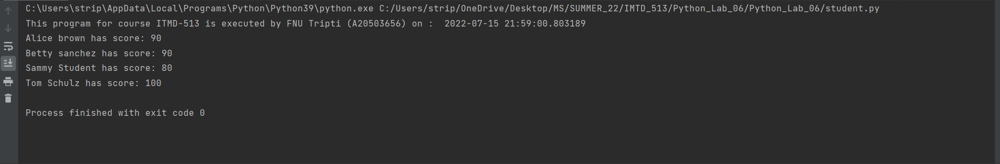 C:\Users\strip\AppData\Local\Programs\Python\Python39\python.exe C:/Users/strip/OneDrive/Desktop/MS/SUMMER_22/IMTD_513/Python_Lab_06/Python_Lab_06/student.py
This program for course ITMD-513 is executed by FNU Tripti (A20503656) on :  2022-07-15 21:59:00.803189
Alice brown has score: 90
Betty sanchez has score: 90
Sammy Student has score: 80
Tom Schulz has score: 100
Process finished with exit code 0